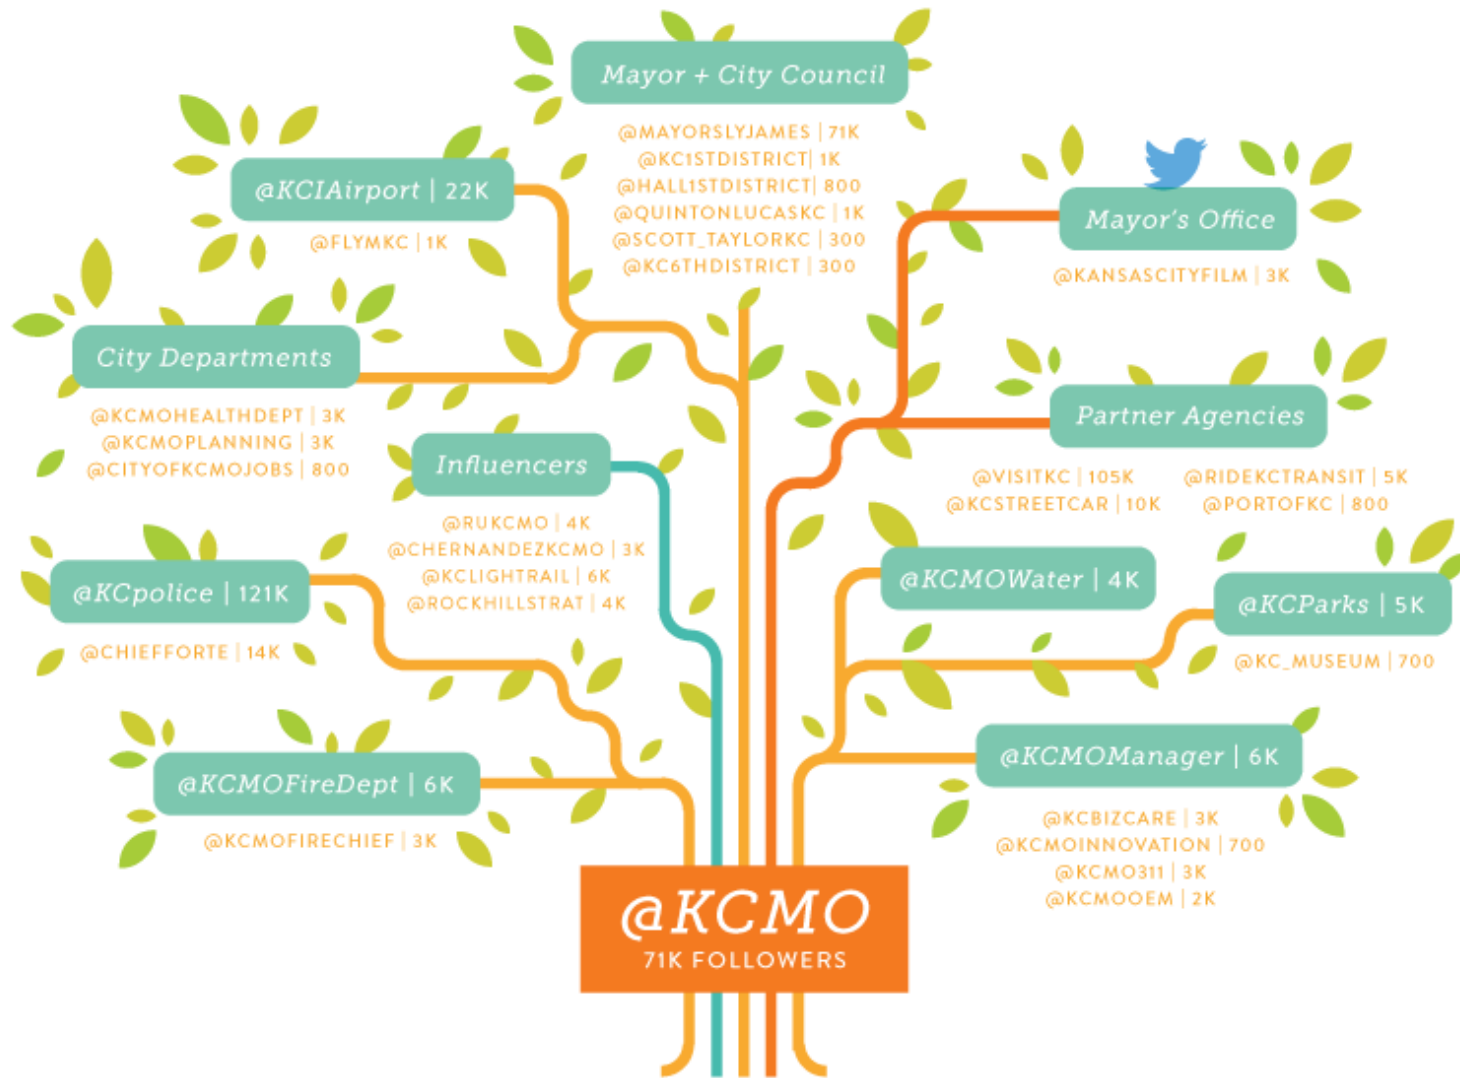 Mayor + City Council
@MAYORSLYJAMES | 71K
@KC1STDISTRICT| 1K
@HALL1STDISTRICT| 800
@QUINTONLUCASKC | 1K
@SCOTT_TAYLORKC | 300
@KC6THDISTRICT | 300
@KCIAirport | 22K
@FLYMKC | 1K
Mayor's Office
@KANSASCITYFILM | 3K
City Departments
@KCMOHEALTHDEPT | 3K
@KCMOPLANNING | 3K
@CITYOFKCMOJOBS | 800
Partner Agencies
@VISITKC | 105K
@RIDEKCTRANSIT | 5K
@KCSTREETCAR | 10K
@PORTOFKC | 800
Influencers
@RUKCMO | 4K
@CHERNANDEZKCMO | 3K
@KCLIGHTRAIL | 6K
@ROCKHILLSTRAT | 4K
@KCpolice | 121K
@CHIEFFORTE | 14K
@KCMOWater | 4K
@KCParks | 5K
@KC_MUSEUM | 700
@KCMOFireDept | 6K
@KCMOFIRECHIEF | 3K
@KCMOManager | 6K
@KCBIZCARE | 3K
@KCMOINNOVATION | 700
@KCMO311 | 3K
@KCMOOEM | 2K
@KCMO
71K FOLLOWERS